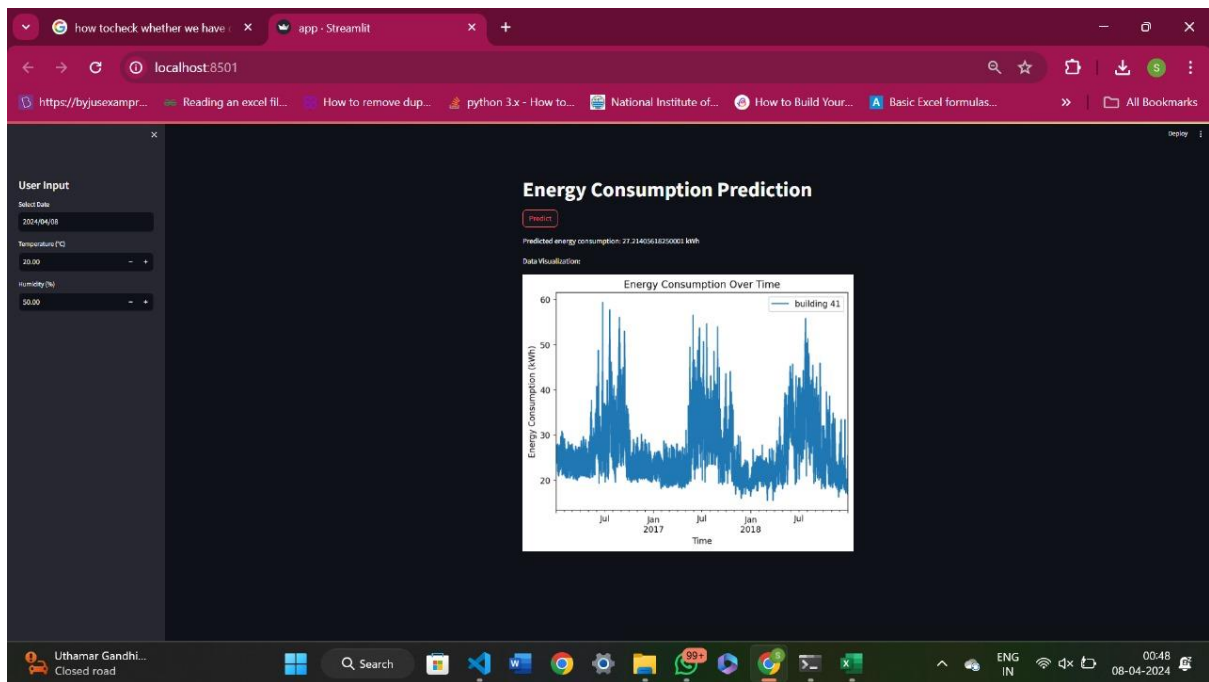 how tocheck whether we have
app · Streamlit
localhost:8501
https://byjusexampr...
Reading an excel fil...
How to remove dup...
python 3.x - How to...
National Institute of...
How to Build Your...
Basic Excel formulas...
»
All Bookmarks
Deploy
User Input
Select Date
2024/04/08
Temperature (°C)
20.00
Humidity (%)
50.00
Energy Consumption Prediction
Predict
Predicted energy consumption: 27.21405618250001 kWh
Data Visualization:
Energy Consumption Over Time
building 41
Energy Consumption (kWh)
60
50
40
30
20
Jul
Jan
2017
Jul
Jan
2018
Jul
Time
Uthamar Gandhi...
Closed road
Search
99+
ENG
IN
00:48
08-04-2024